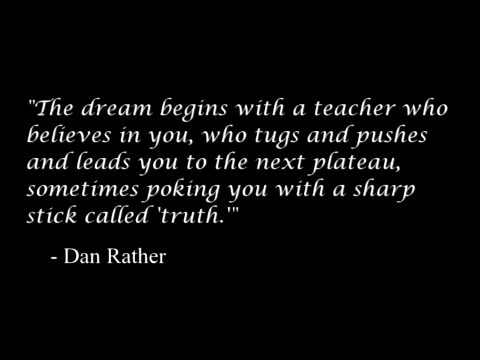 "The dream begins with a teacher who
believes in you, who tugs and pushes
and leads you to the next plateau,
sometimes poking you with a sharp
stick called 'truth.'"
- Dan Rather